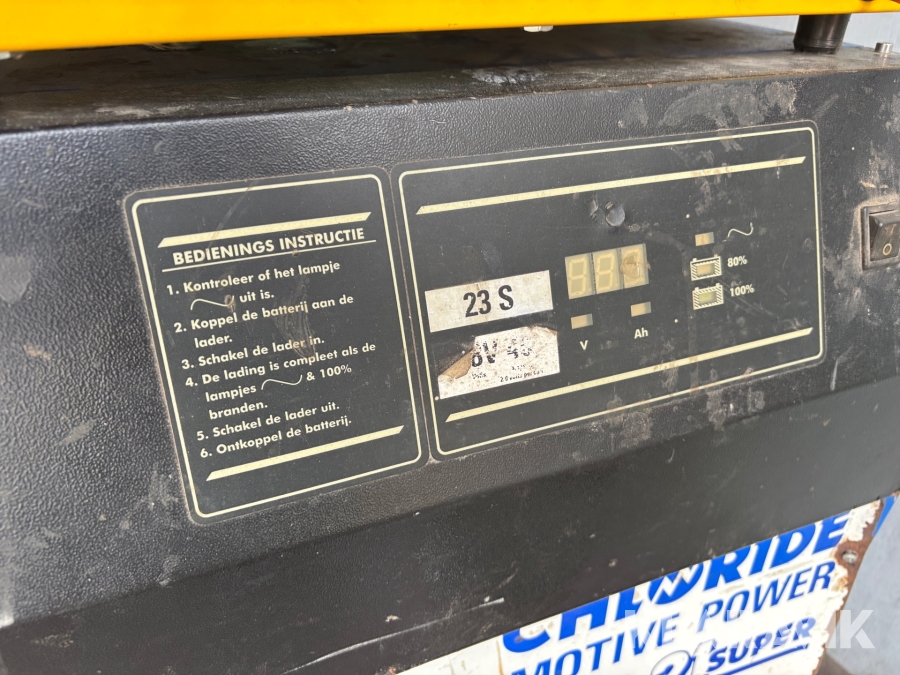 BEDIENINGS INSTRUCTIE
1. Kontroleer of het lampje
uit is.
2. Koppel de batterij aan de
lader.
3. Schakel de lader in.
4. De lading is compleet als de
lampjes & 100%
branden.
5. Schakel de lader uit.
6. Ontkoppel de batterij.
23 S
V
Ah
80%
100%
CHLORIDE
MOTIVE POWER
SUPER